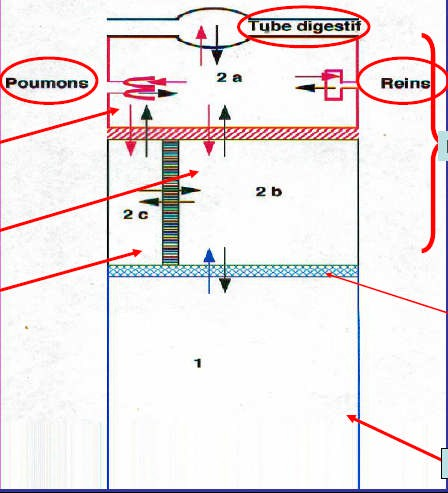 Tube digestif
Poumons
2 a
Reins
2 b
2 c
1